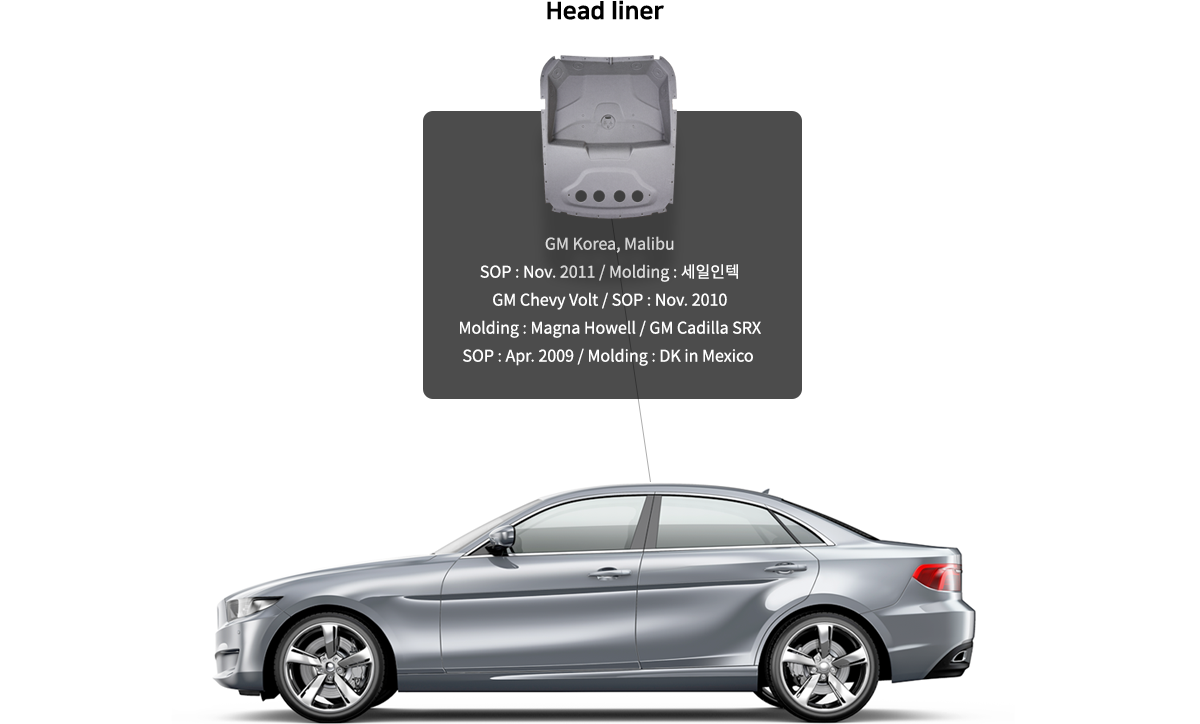 Head liner
GM Korea, Malibu
SOP : Nov. 2011 / Molding : 세일인텍
GM Chevy Volt / SOP : Nov. 2010
Molding : Magna Howell / GM Cadilla SRX
SOP : Apr. 2009 / Molding : DK in Mexico